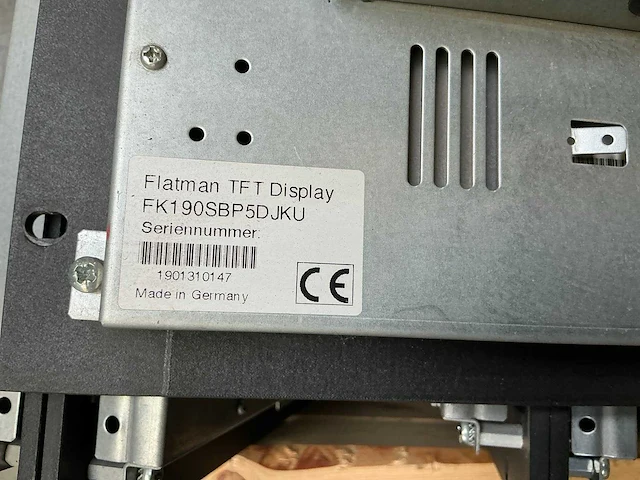 Flatman TFT Display
FK190SBP5DJKU
Seriennummer:
1901310147
Made in Germany
CE